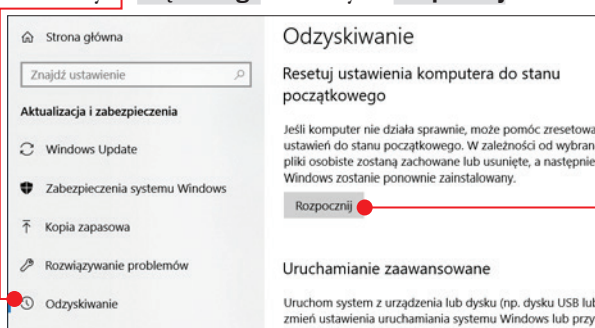 Strona główna
Znajdź ustawienie
Aktualizacja i zabezpieczenia
Windows Update
Zabezpieczenia systemu Windows
Kopia zapasowa
Rozwiązywanie problemów
Odzyskiwanie
Odzyskiwanie
Resetuj ustawienia komputera do stanu
początkowego
Jeśli komputer nie działa sprawnie, może pomóc zresetowa
ustawień do stanu początkowego. W zależności od wybran
pliki osobiste zostaną zachowane lub usunięte, a następnie
Windows zostanie ponownie zainstalowany.
Rozpocznij
Uruchamianie zaawansowane
Uruchom system z urządzenia lub dysku (np. dysku USB lub
zmień ustawienia uruchamiania systemu Windows lub przy